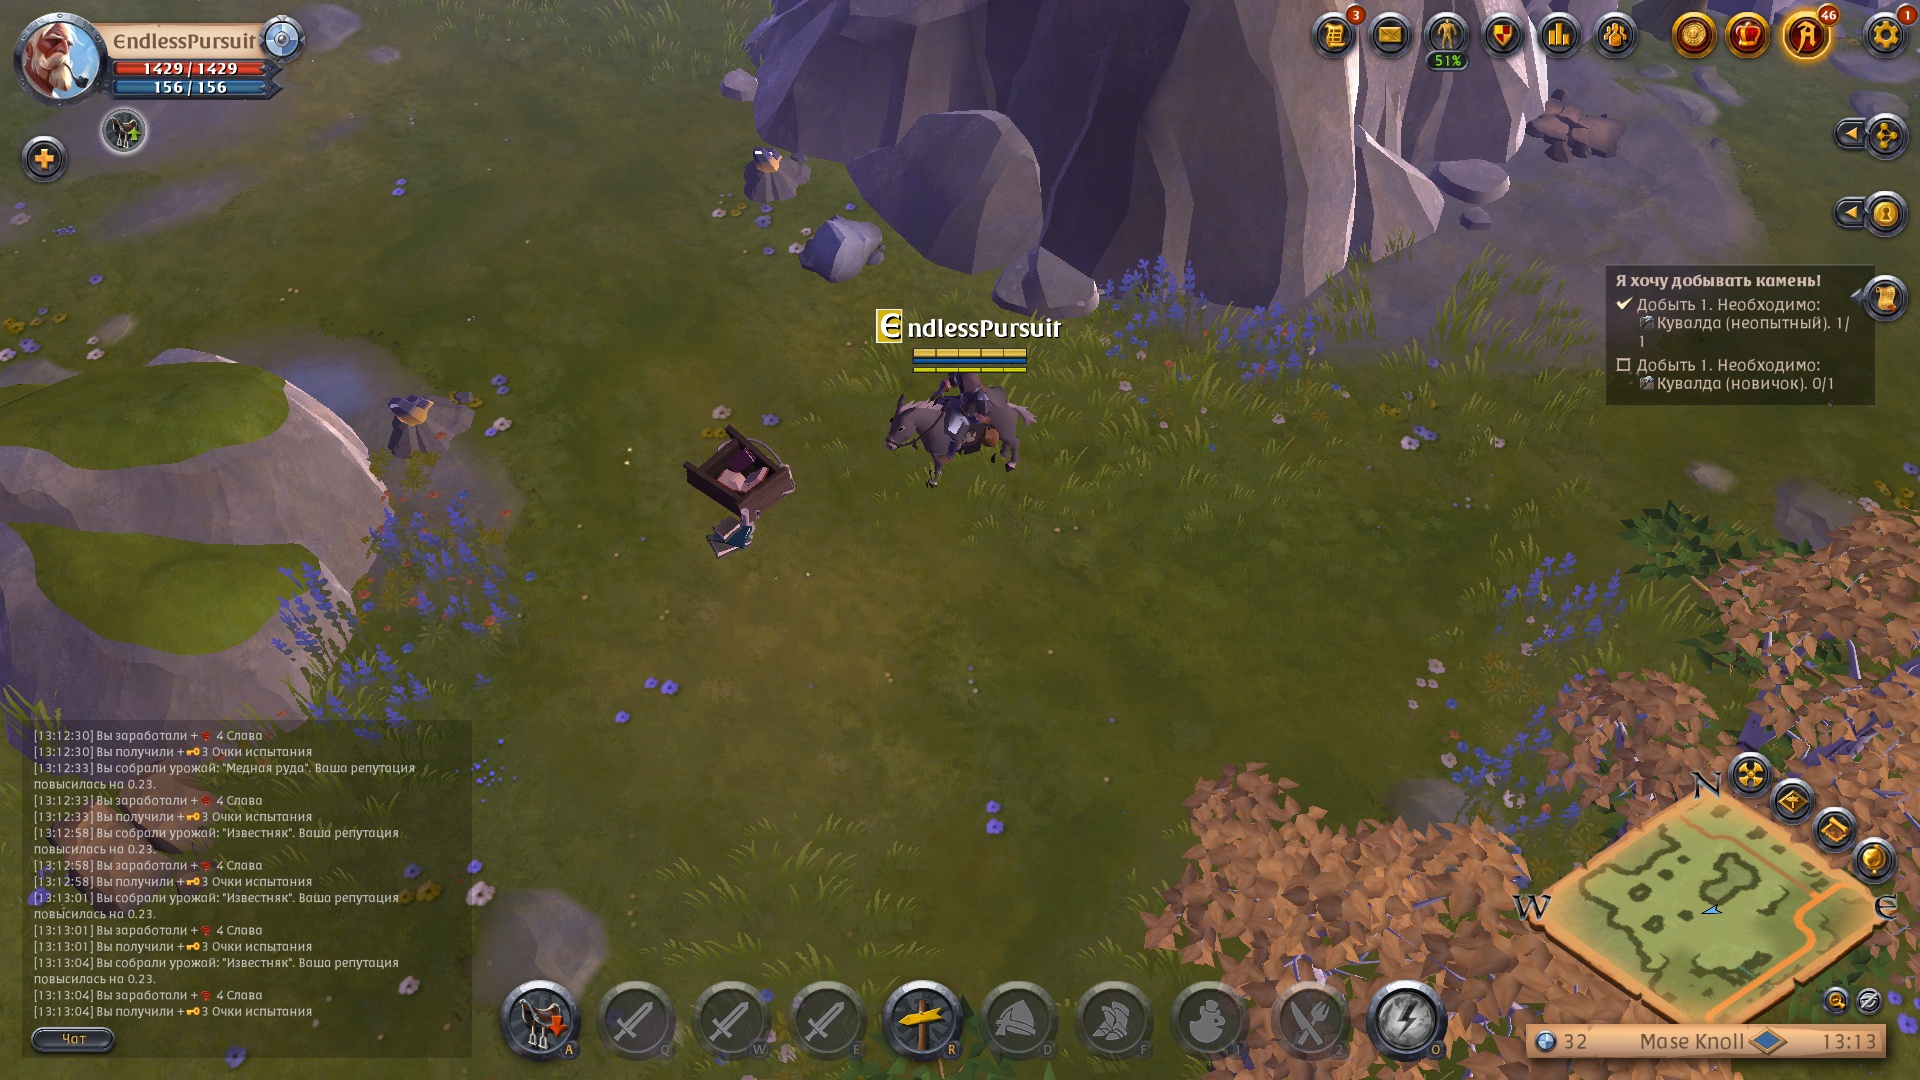 EndlessPursuit
1429 / 1429
156 / 156
3
51%
46
1
Я хочу добывать камень!
Добыть 1. Необходимо:
Кувалда (неопытный). 1/
1
Добыть 1. Необходимо:
Кувалда (новичок). 0/1
EndlessPursuit
[13:12:30] Вы заработали + 4 Слава
[13:12:30] Вы получили + 3 Очки испытания
[13:12:33] Вы собрали урожай: "Медная руда". Ваша репутация
повысилась на 0.23.
[13:12:33] Вы заработали + 4 Слава
[13:12:33] Вы получили + 3 Очки испытания
[13:12:58] Вы собрали урожай: "Известняк". Ваша репутация
повысилась на 0.23.
[13:12:58] Вы заработали + 4 Слава
[13:12:58] Вы получили + 3 Очки испытания
[13:13:01] Вы собрали урожай: "Известняк". Ваша репутация
повысилась на 0.23.
[13:13:01] Вы заработали + 4 Слава
[13:13:01] Вы получили + 3 Очки испытания
[13:13:04] Вы собрали урожай: "Известняк". Ваша репутация
повысилась на 0.23.
[13:13:04] Вы заработали + 4 Слава
[13:13:04] Вы получили + 3 Очки испытания
Чат
A Q W E R D F 1 2 O
N
W E
32 Mase Knoll 13:13